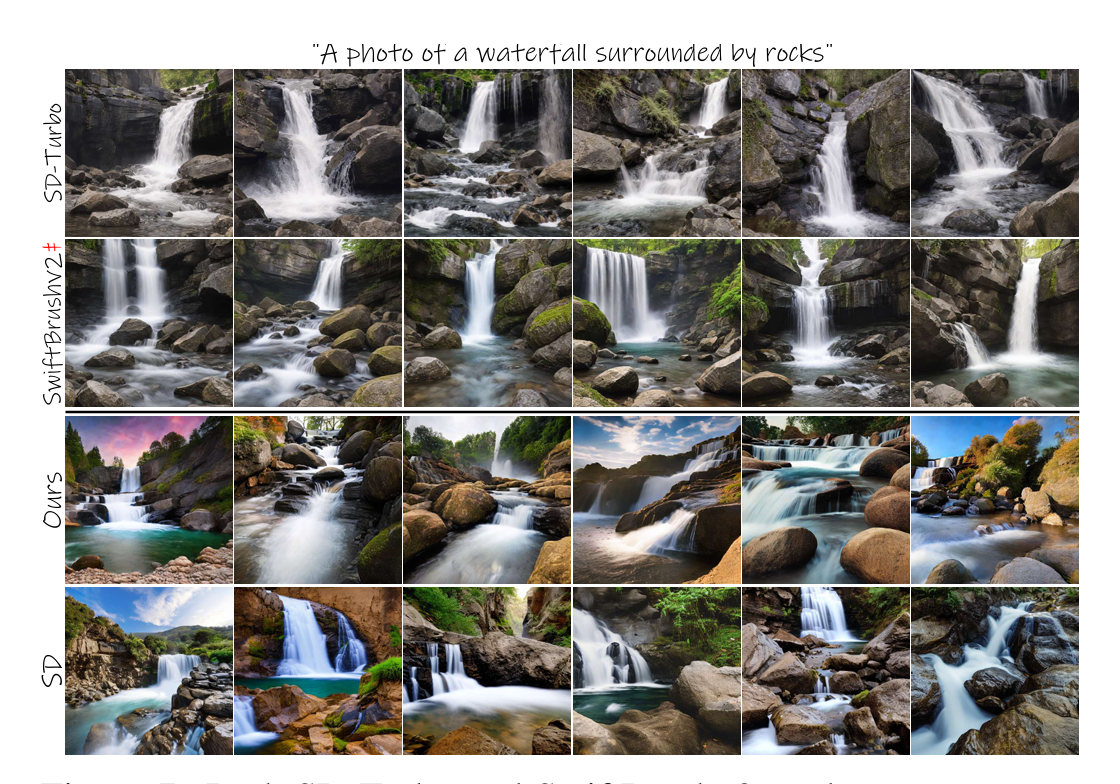 "A photo of a waterfall surrounded by rocks"
SD-Turbo
SwiftBrushv2‡
Ours
SD